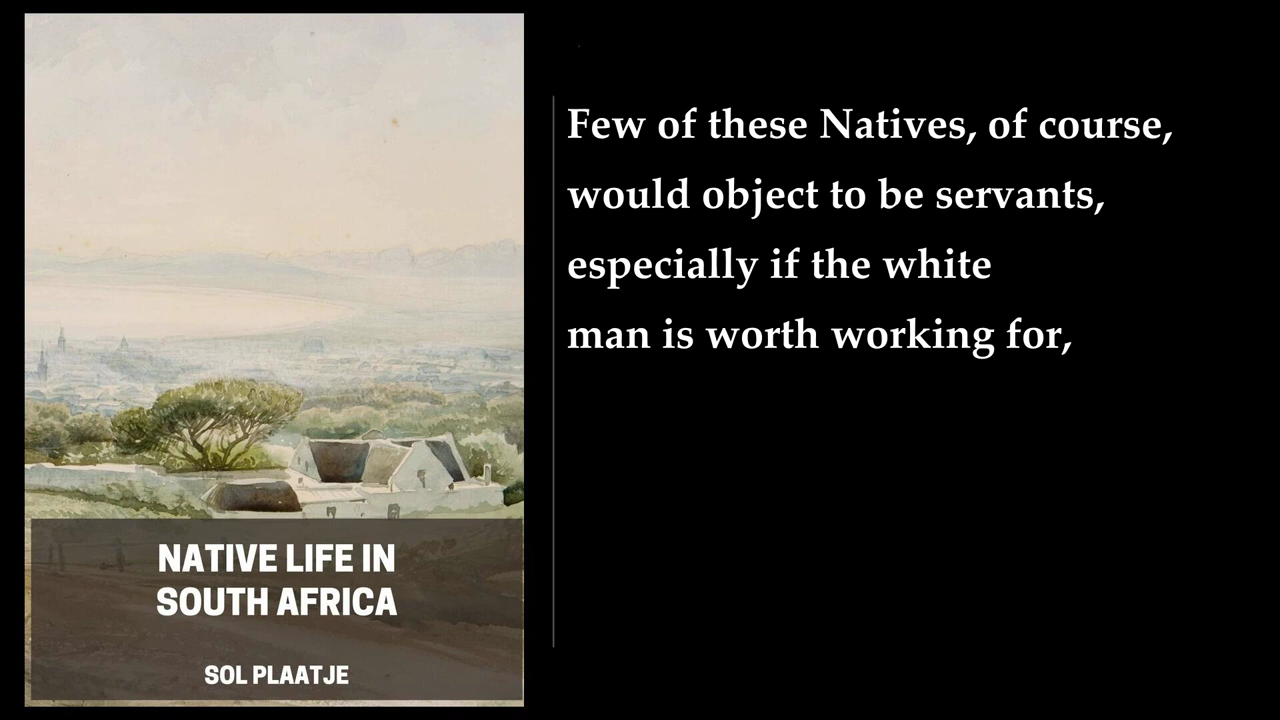 NATIVE LIFE IN
SOUTH AFRICA
SOL PLAATJE
Few of these Natives, of course,
would object to be servants,
especially if the white
man is worth working for,